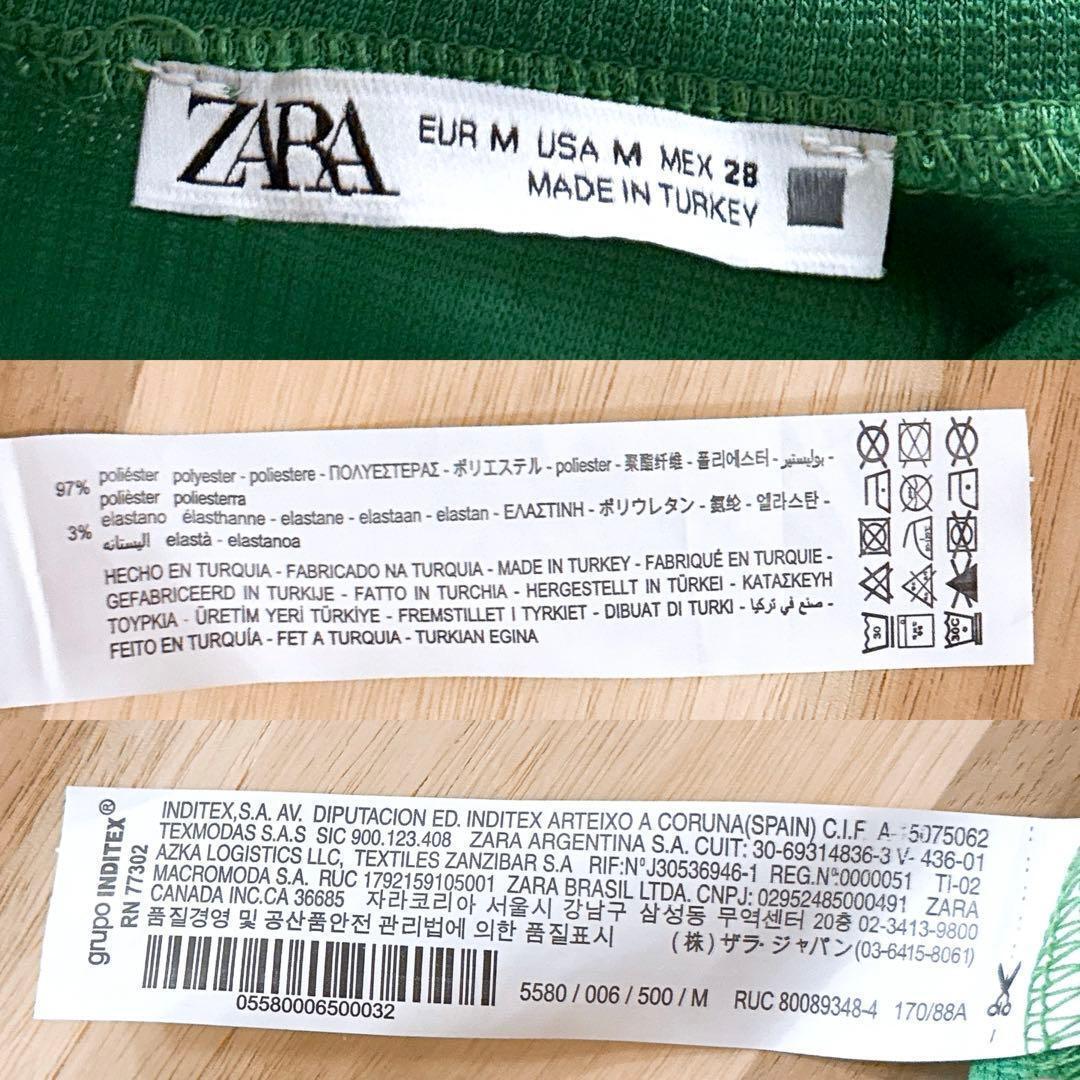 ZARA
EUR M USA M MEX 28
MADE IN TURKEY
97% poliéster polyester - poliestere - ΠΟΛΥΕΣΤΕΡΑΣ - ポリエステル - poliester - 聚酯纤维 - 폴리에스터 - بوليستير -
polièster poliesterra
3% elastano élasthanne - elastane - elastaan - elastan - ΕΛΑΣΤΙΝΗ - ポリウレタン - 氨纶 - 엘라스탄 -
اليستانه elastà - elastanoa
HECHO EN TURQUIA - FABRICADO NA TURQUIA - MADE IN TURKEY - FABRIQUÉ EN TURQUIE -
GEFABRICEERD IN TURKIJE - FATTO IN TURCHIA - HERGESTELLT IN TÜRKEI - ΚΑΤΑΣΚΕΥΗ
ΤΟΥΡΚΙΑ - ÜRETİM YERİ TÜRKİYE - FREMSTILLET I TYRKIET - DIBUAT DI TURKI - صنع في تركيا -
FEITO EN TURQUÍA - FET A TURQUIA - TURKIAN EGINA
30
30C
grupo INDITEX®
RN 77302
INDITEX,S.A. AV. DIPUTACION ED. INDITEX ARTEIXO A CORUNA(SPAIN) C.I.F. A-15075062
TEXMODAS S.A.S SIC 900.123.408 ZARA ARGENTINA S.A. CUIT: 30-69314836-3 V- 436-01
AZKA LOGISTICS LLC, TEXTILES ZANZIBAR S.A RIF:NºJ30536946-1 REG.Nº:0000051 TI-02
MACROMODA S.A. RUC 1792159105001 ZARA BRASIL LTDA. CNPJ: 02952485000491 ZARA
CANADA INC.CA 36685 자라코리아 서울시 강남구 삼성동 무역센터 20층 02-3413-9800
품질경영 및 공산품안전 관리법에 의한 품질표시 (株) ザラ・ジャパン(03-6415-8061)
05580006500032
5580 / 006 / 500 / M RUC 80089348-4 170/88A